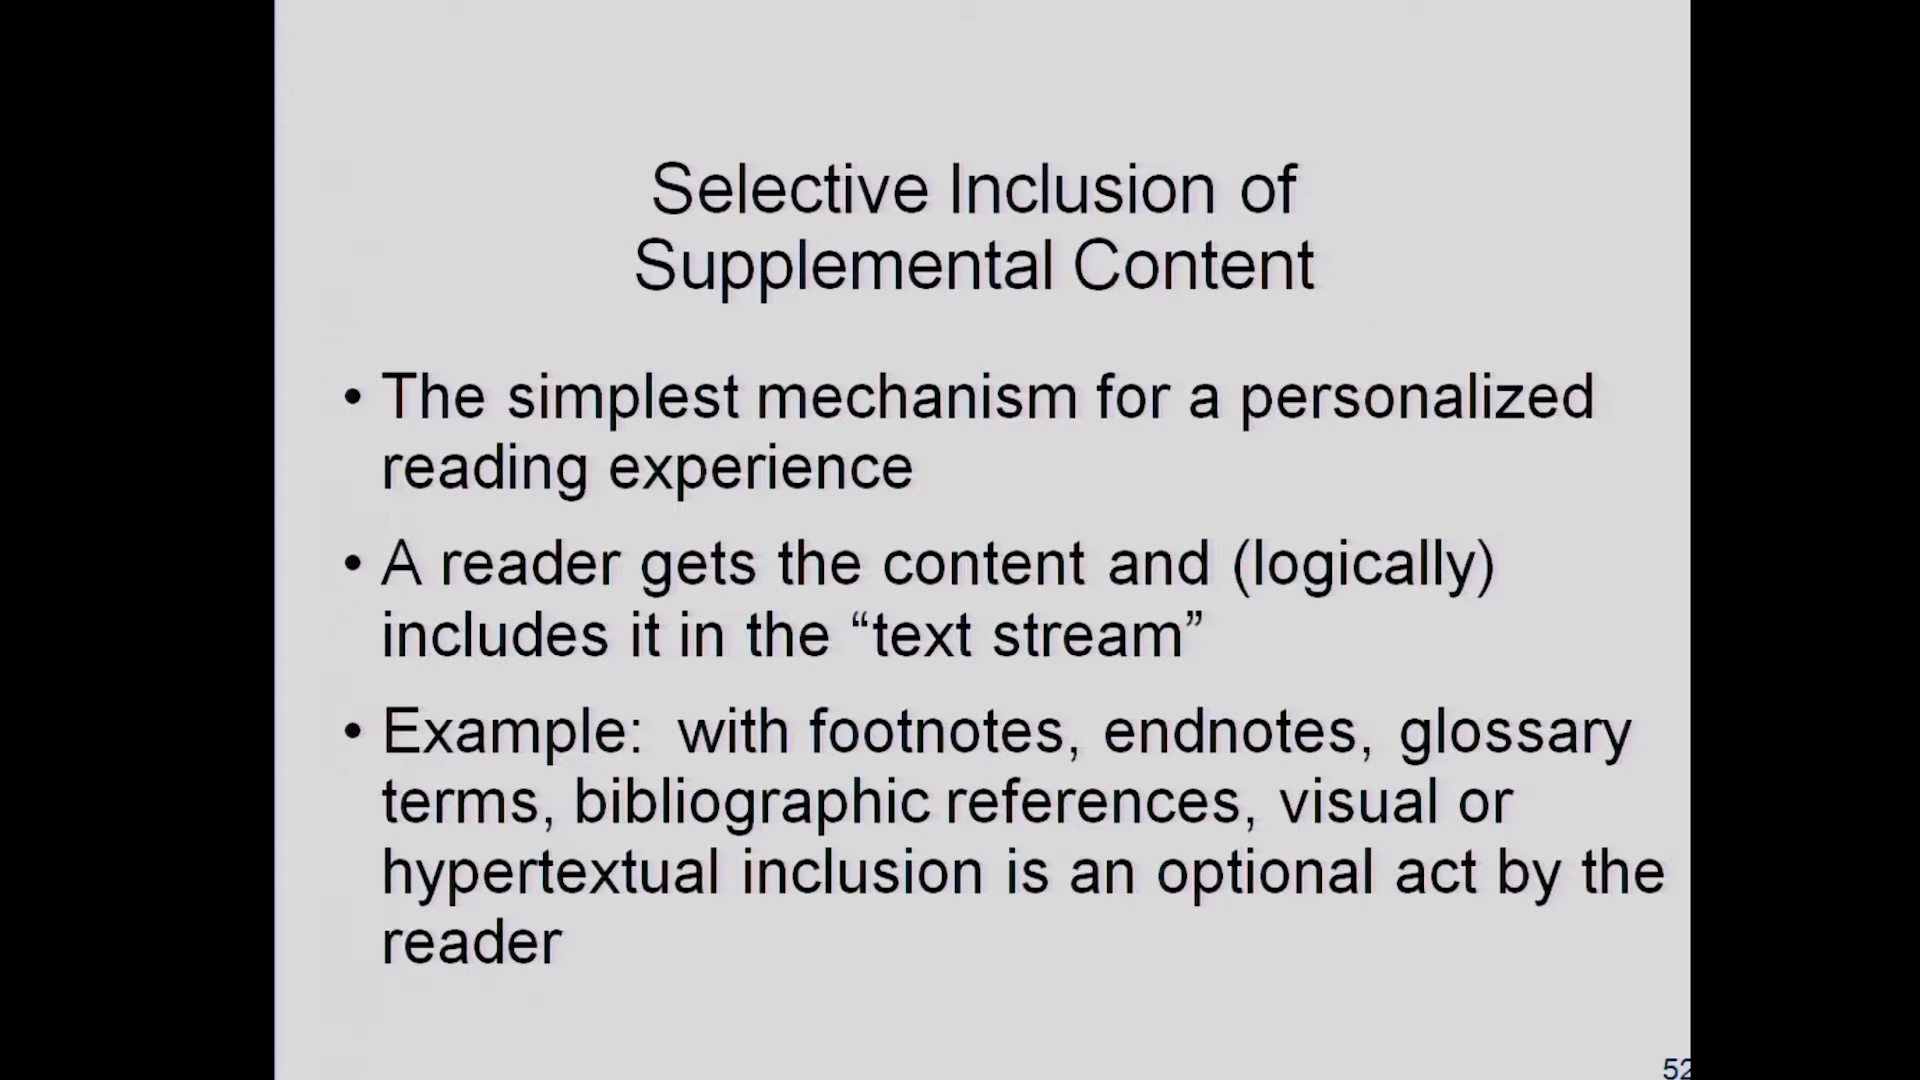 Selective Inclusion of
Supplemental Content
• The simplest mechanism for a personalized
reading experience
• A reader gets the content and (logically)
includes it in the “text stream”
• Example:  with footnotes, endnotes, glossary
terms, bibliographic references, visual or
hypertextual inclusion is an optional act by the
reader
52